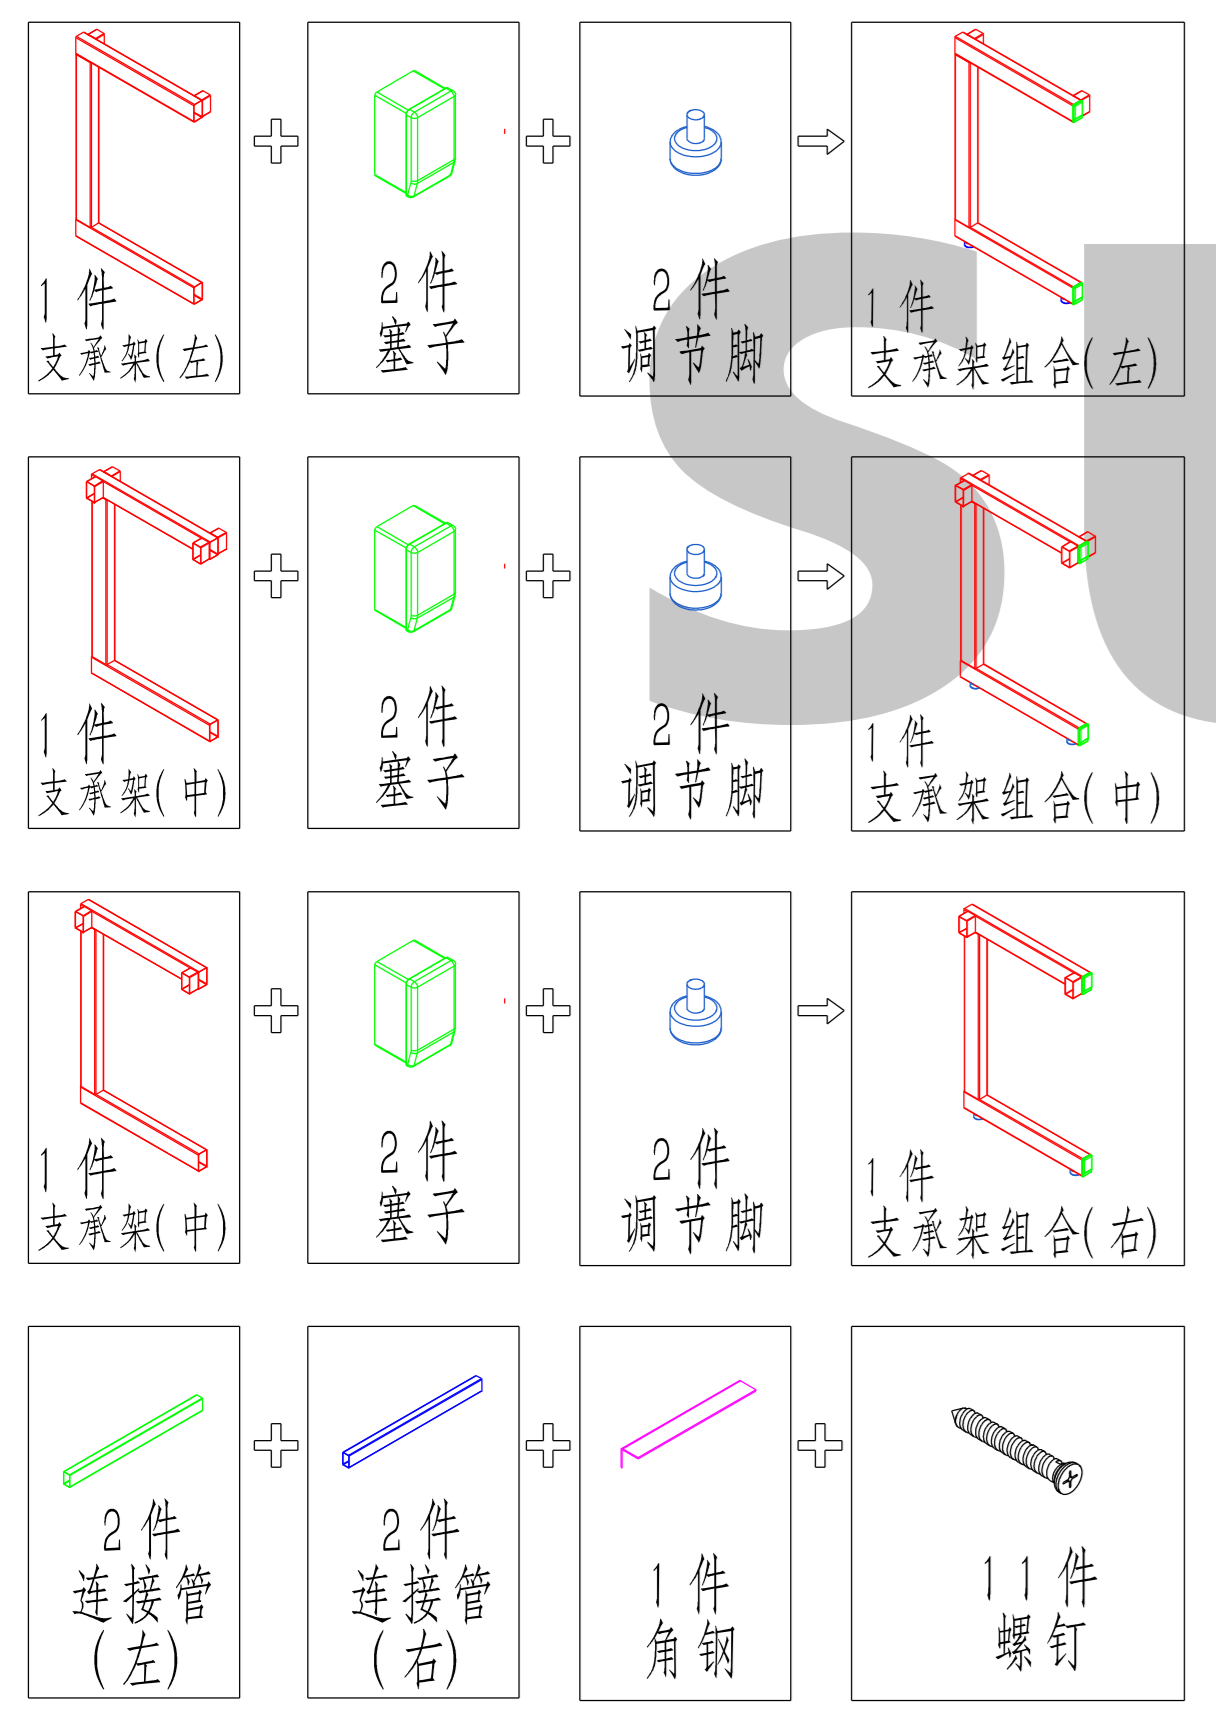 1件
支承架(左)
2件
塞子
2件
调节脚
1件
支承架组合(左)
1件
支承架(中)
2件
塞子
2件
调节脚
1件
支承架组合(中)
1件
支承架(中)
2件
塞子
2件
调节脚
1件
支承架组合(右)
2件
连接管
(左)
2件
连接管
(右)
1件
角钢
11件
螺钉